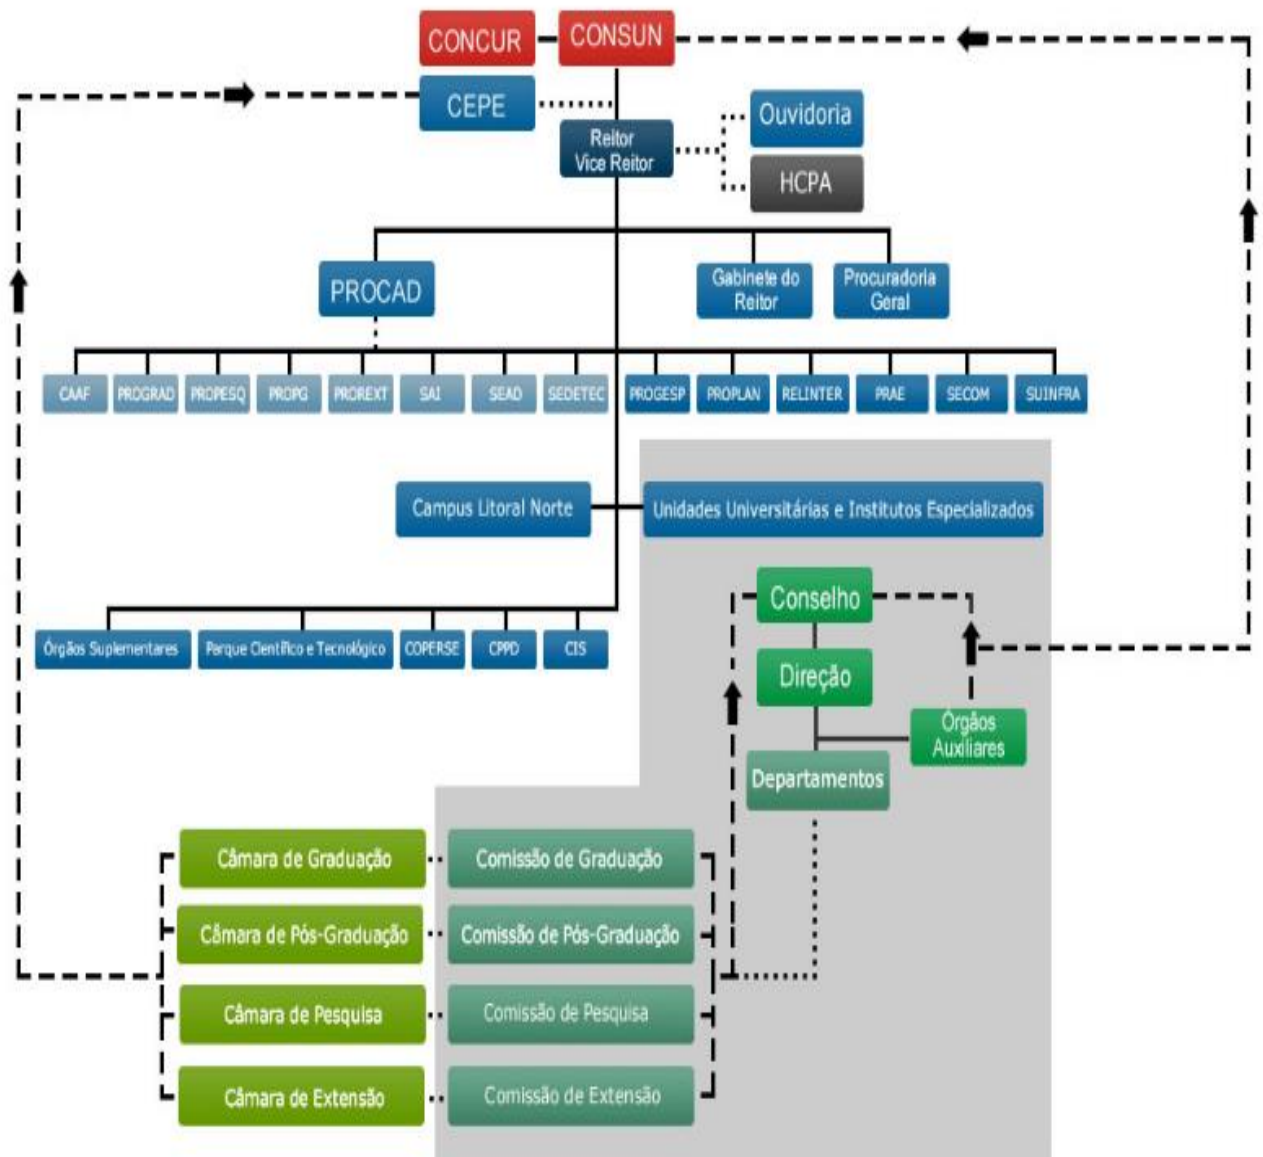 CONCUR
CONSUN
CEPE
Reitor
Vice Reitor
Ouvidoria
HCPA
PROCAD
Gabinete do
Reitor
Procuradoria
Geral
CAAF
PROGRAD
PROPESQ
PROPG
PROREXT
SAI
SEAD
SEDETEC
PROGESP
PROPLAN
RELINTER
PRAE
SECOM
SUINFRA
Campus Litoral Norte
Unidades Universitárias e Institutos Especializados
Conselho
Direção
Órgãos
Auxiliares
Departamentos
Órgãos Suplementares
Parque Científico e Tecnológico
COPERSE
CPPD
CIS
Câmara de Graduação
Comissão de Graduação
Câmara de Pós-Graduação
Comissão de Pós-Graduação
Câmara de Pesquisa
Comissão de Pesquisa
Câmara de Extensão
Comissão de Extensão